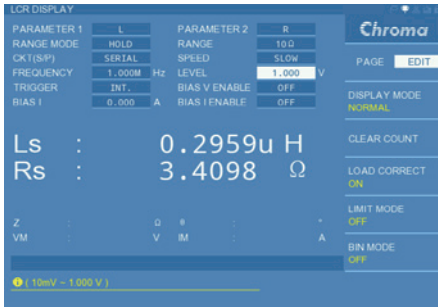 LCR DISPLAY
PARAMETER 1 L PARAMETER 2 R
RANGE MODE HOLD RANGE 10 Ω
CKT(S/P) SERIAL SPEED SLOW
FREQUENCY 1.000M Hz LEVEL 1.000 V
TRIGGER INT. BIAS V ENABLE OFF
BIAS I 0.000 A BIAS I ENABLE OFF
Ls : 0.2959u H
Rs : 3.4098 Ω
Z : Ω θ : °
VM : V IM : A
( 10mV ~ 1.000 V )
Chroma
PAGE EDIT
DISPLAY MODE
NORMAL
CLEAR COUNT
LOAD CORRECT
ON
LIMIT MODE
OFF
BIN MODE
OFF